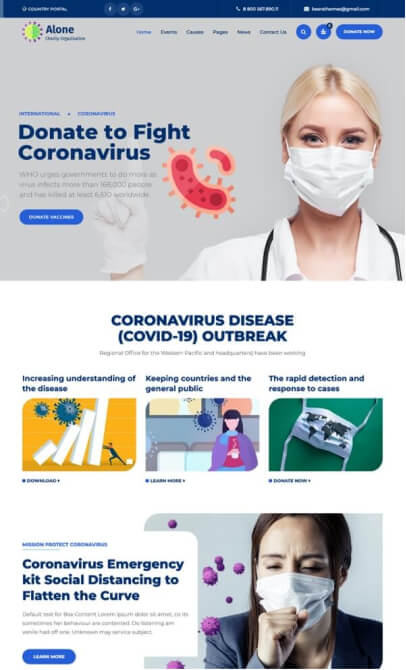 COUNTRY PORTAL
f
G+
8 800 567.890.11
bearsthemes@gmail.com
Alone
Charity Organisation
Home
Events
Causes
Pages
News
Contact Us
0
DONATE NOW
INTERNATIONAL
CORONAVIRUS
Donate to Fight
Coronavirus
WHO urges governments to do more as
virus infects more than 168,000 people
and has killed at least 6,610 worldwide.
DONATE VACCINES
CORONAVIRUS DISEASE
(COVID-19) OUTBREAK
Regional Office for the Western Pacific and headquarters) have been working
Increasing understanding of
the disease
Keeping countries and the
general public
The rapid detection and
response to cases
DOWNLOAD
LEARN MORE
DONATE NOW
MISSION PROTECT CORONAVIRUS
Coronavirus Emergency
kit Social Distancing to
Flatten the Curve
Default text for Box Content Lorem ipsum dolor sit amet, co its
sometimes her behaviour are contented. Do listening am
venile had off one. Unknown may service subject.
LEARN MORE